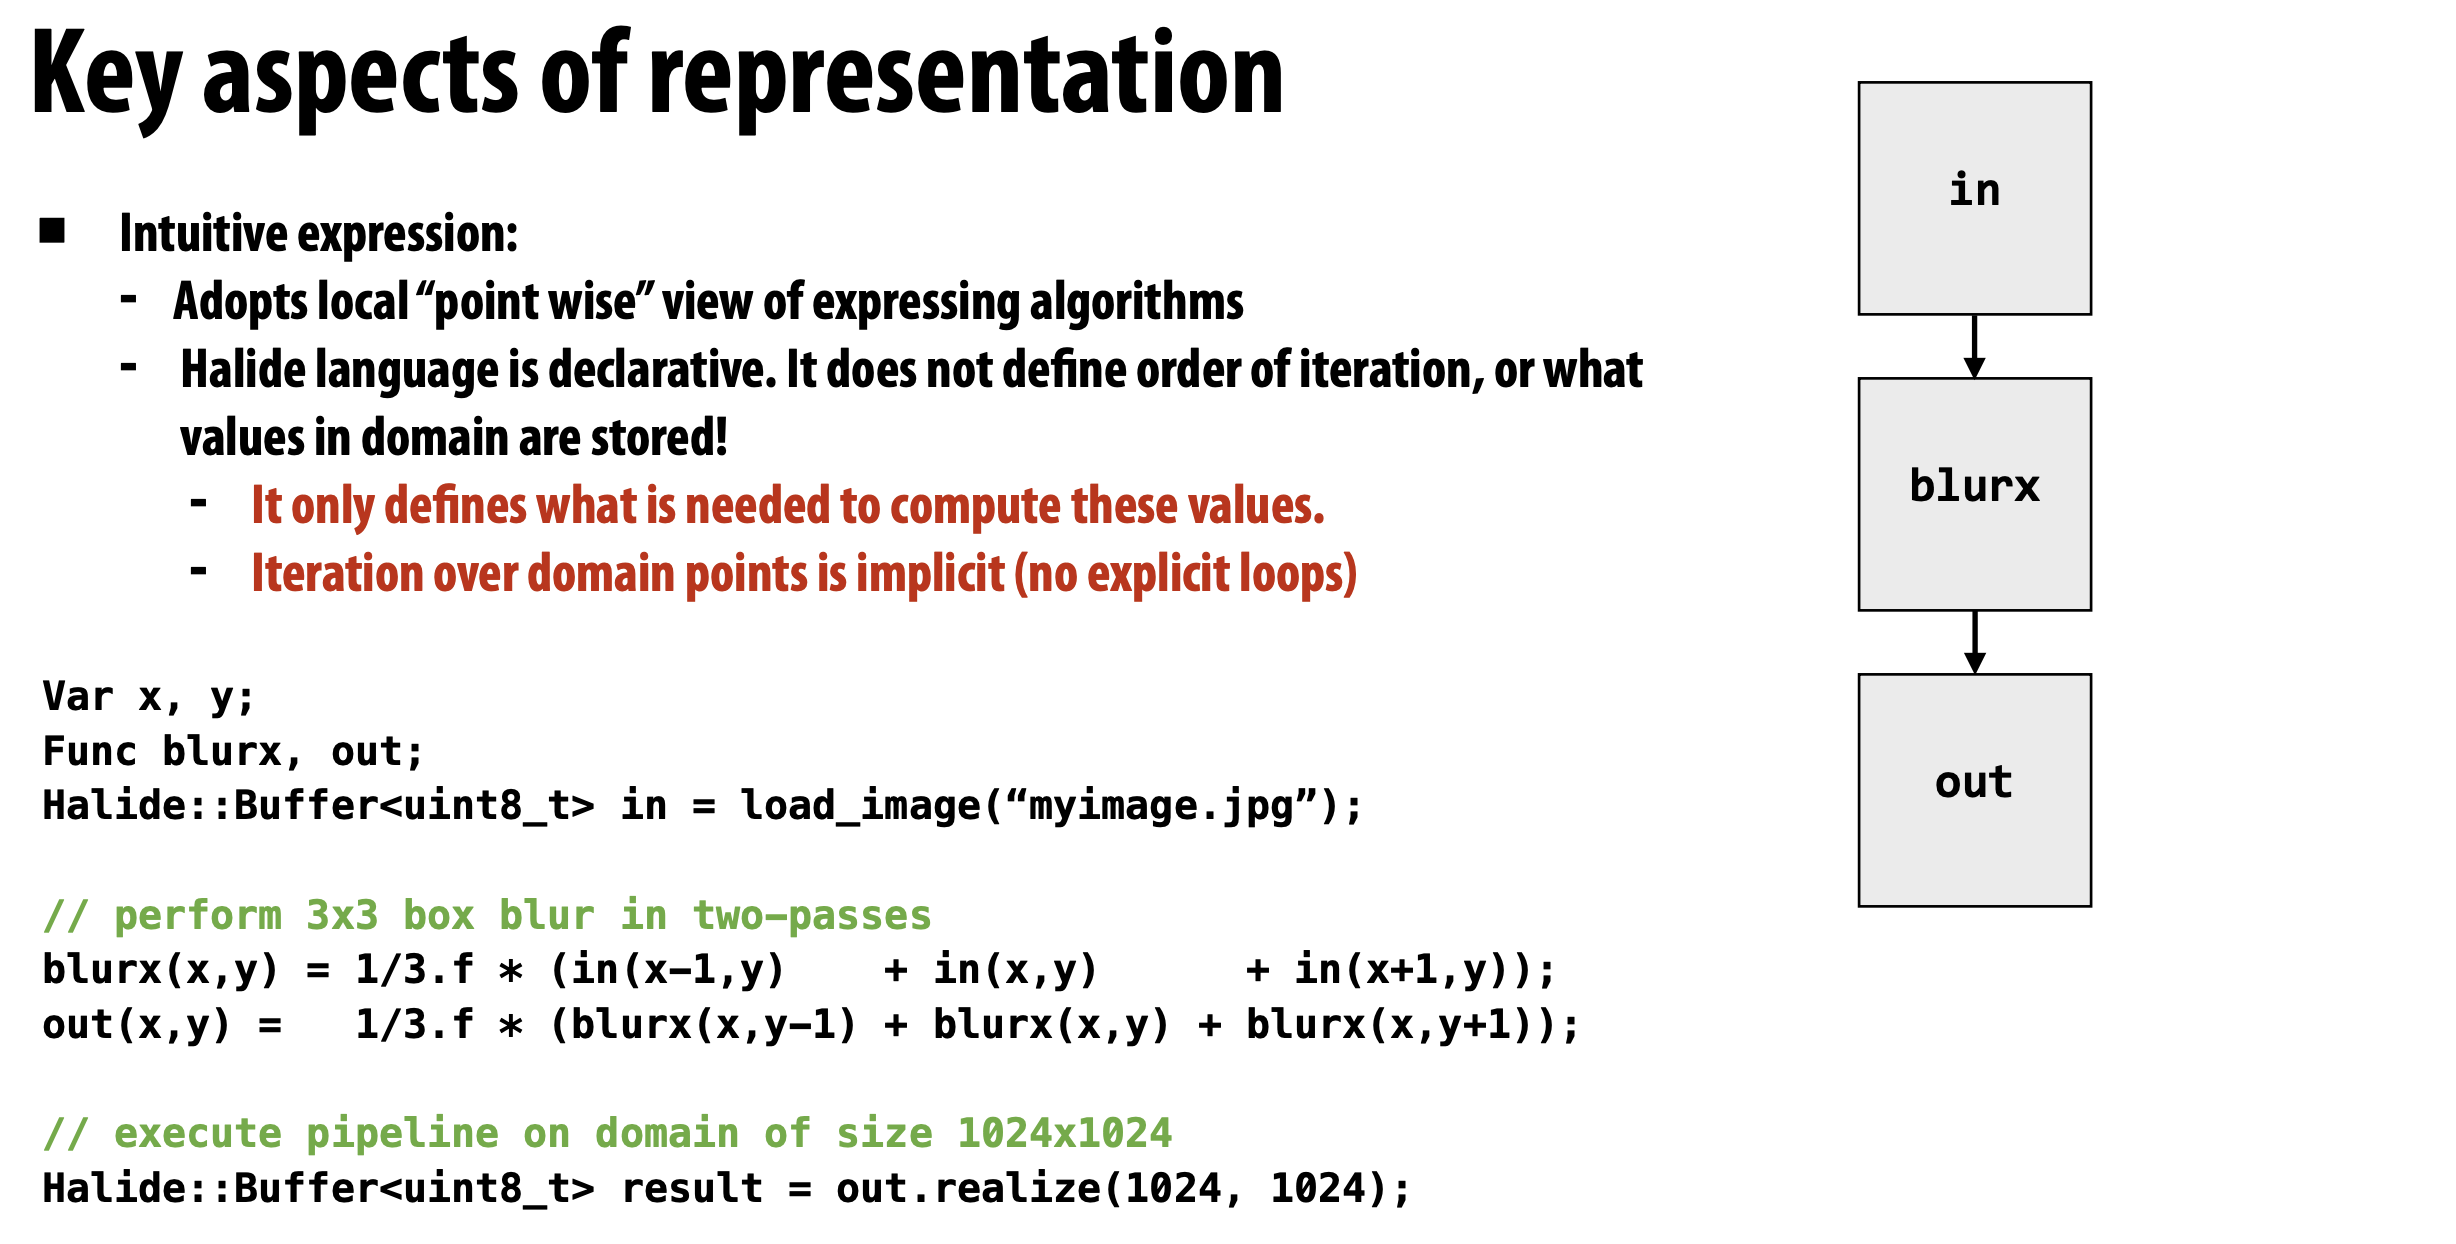 Key aspects of representation
■ Intuitive expression:
- Adopts local “point wise” view of expressing algorithms
- Halide language is declarative. It does not define order of iteration, or what
values in domain are stored!
- It only defines what is needed to compute these values.
- Iteration over domain points is implicit (no explicit loops)
Var x, y;
Func blurx, out;
Halide::Buffer<uint8_t> in = load_image(“myimage.jpg”);
// perform 3x3 box blur in two-passes
blurx(x,y) = 1/3.f * (in(x-1,y)    + in(x,y)      + in(x+1,y));
out(x,y) =   1/3.f * (blurx(x,y-1) + blurx(x,y) + blurx(x,y+1));
// execute pipeline on domain of size 1024x1024
Halide::Buffer<uint8_t> result = out.realize(1024, 1024);
in
blurx
out